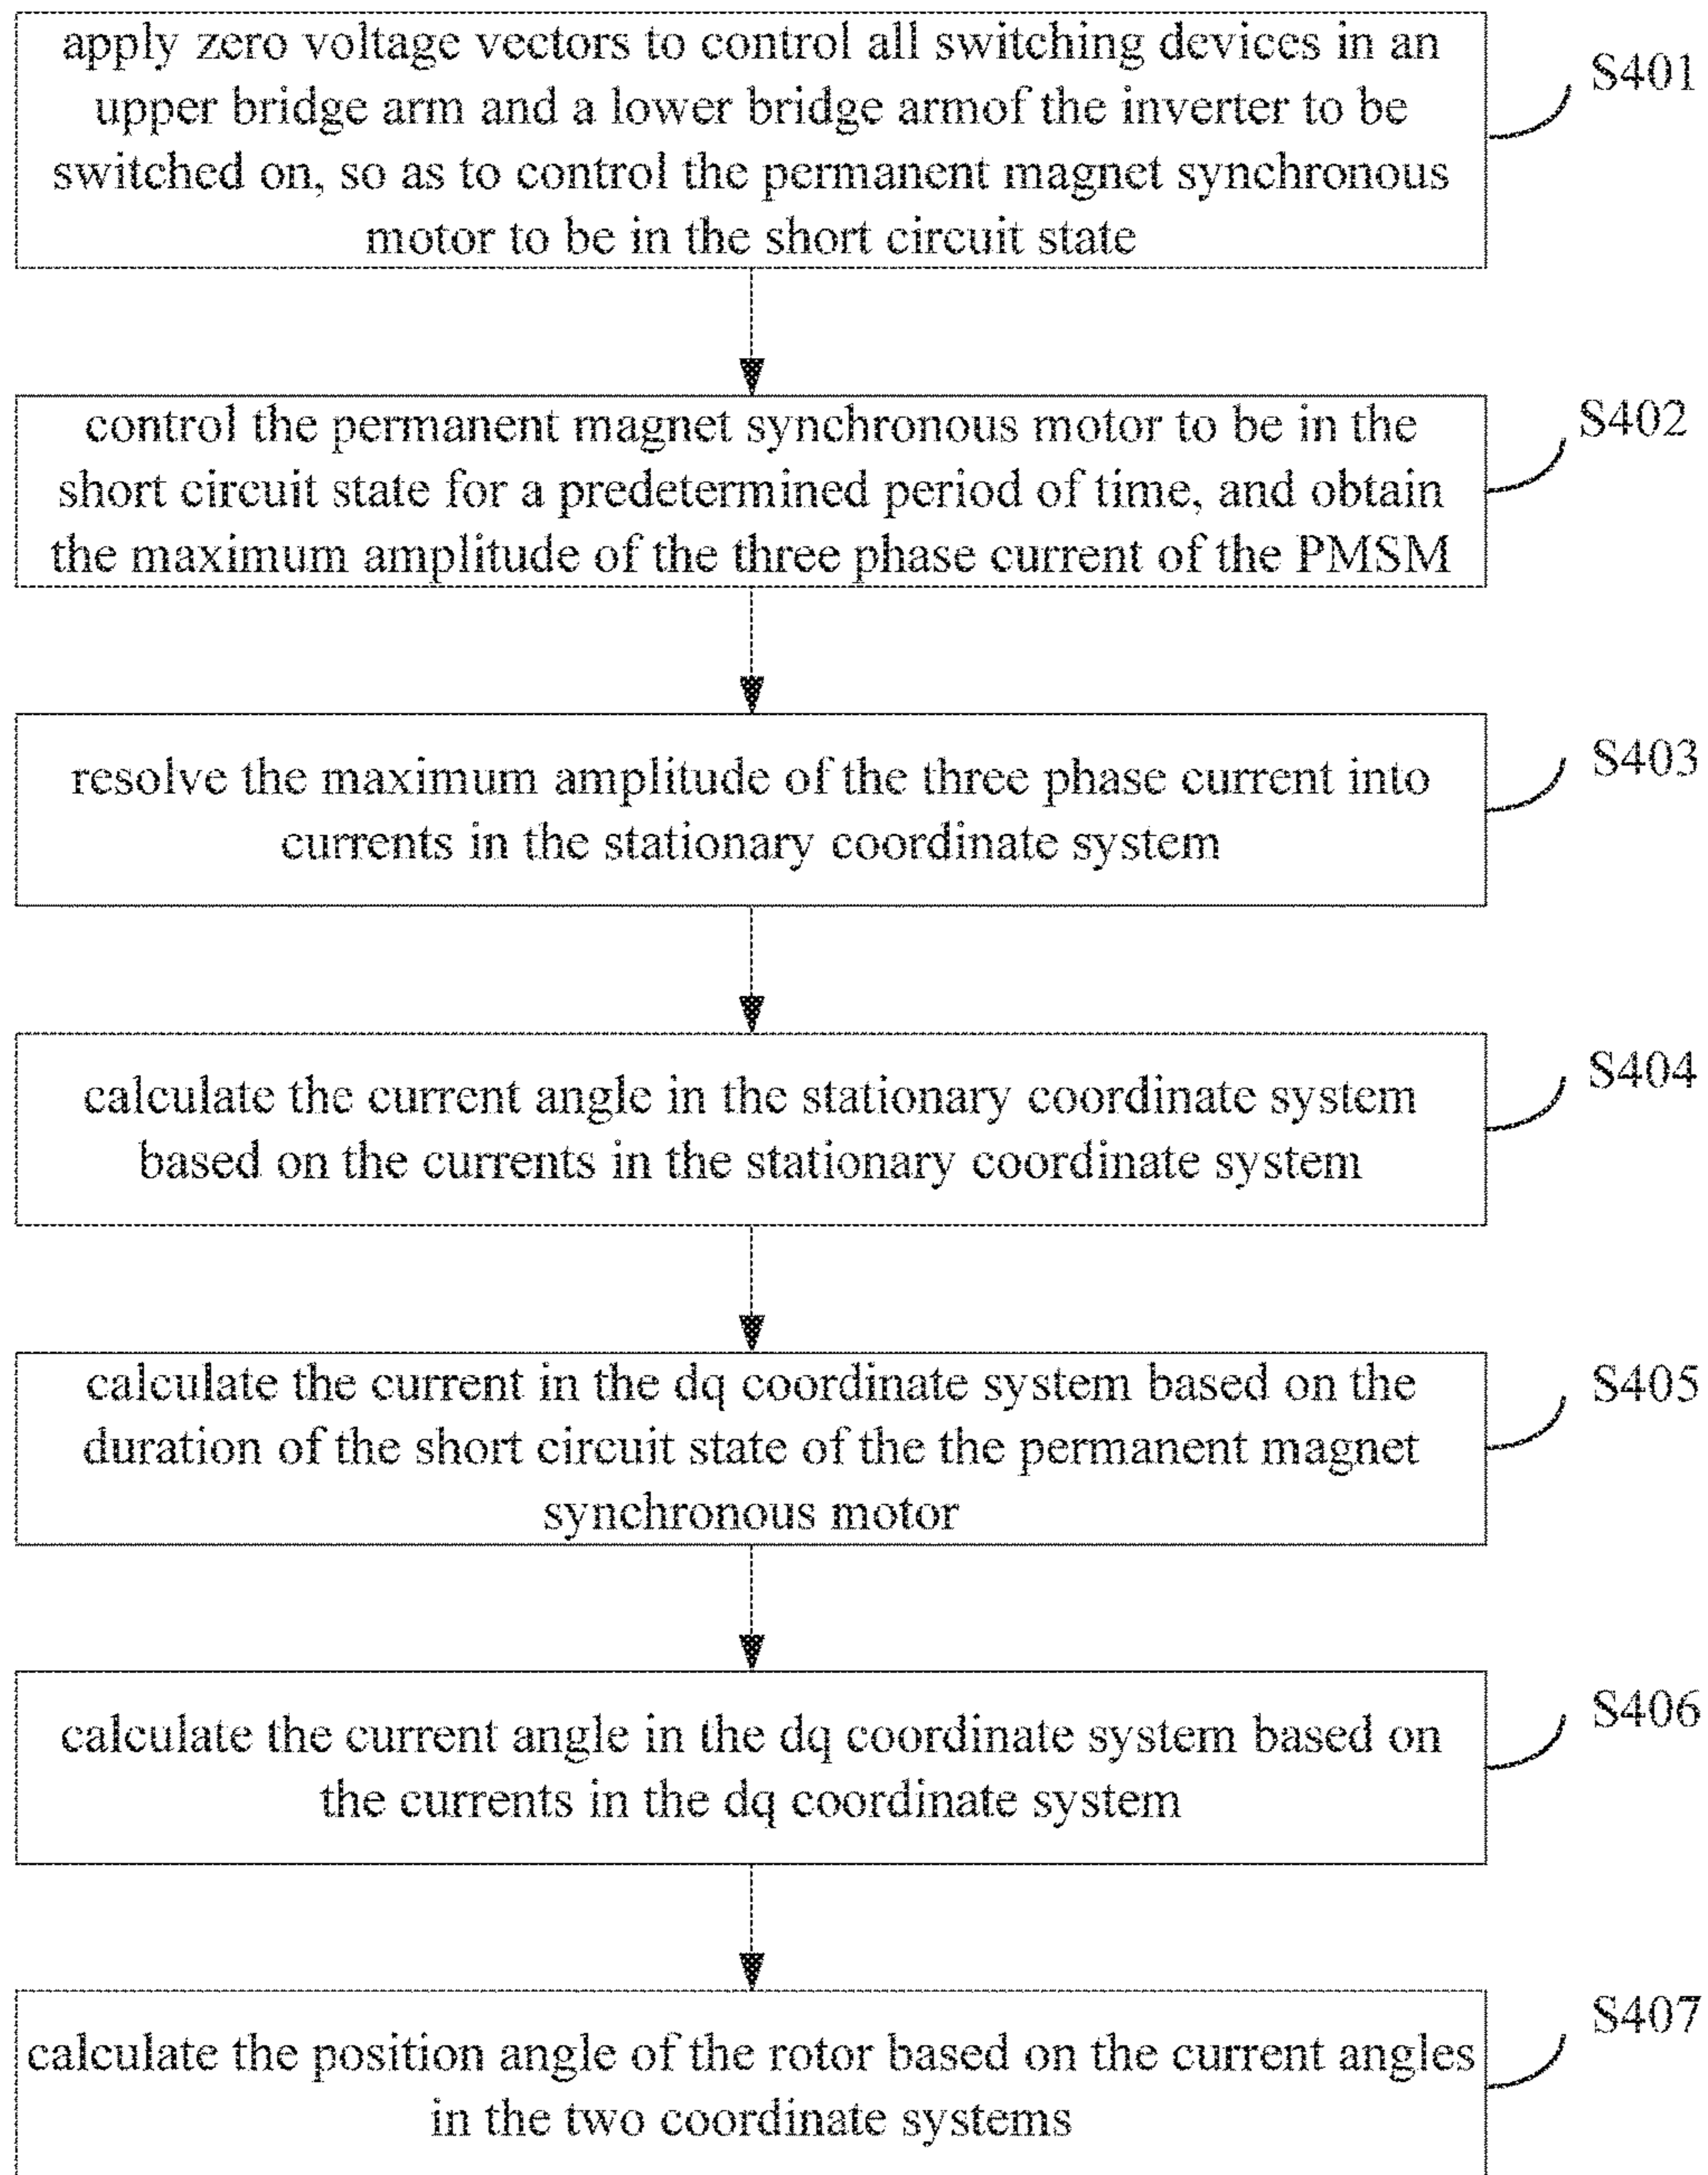 apply zero voltage vectors to control all switching devices in an
upper bridge arm and a lower bridge armof the inverter to be
switched on, so as to control the permanent magnet synchronous
motor to be in the short circuit state
S401
control the permanent magnet synchronous motor to be in the
short circuit state for a predetermined period of time, and obtain
the maximum amplitude of the three phase current of the PMSM
S402
resolve the maximum amplitude of the three phase current into
currents in the stationary coordinate system
S403
calculate the current angle in the stationary coordinate system
based on the currents in the stationary coordinate system
S404
calculate the current in the dq coordinate system based on the
duration of the short circuit state of the the permanent magnet
synchronous motor
S405
calculate the current angle in the dq coordinate system based on
the currents in the dq coordinate system
S406
calculate the position angle of the rotor based on the current angles
in the two coordinate systems
S407